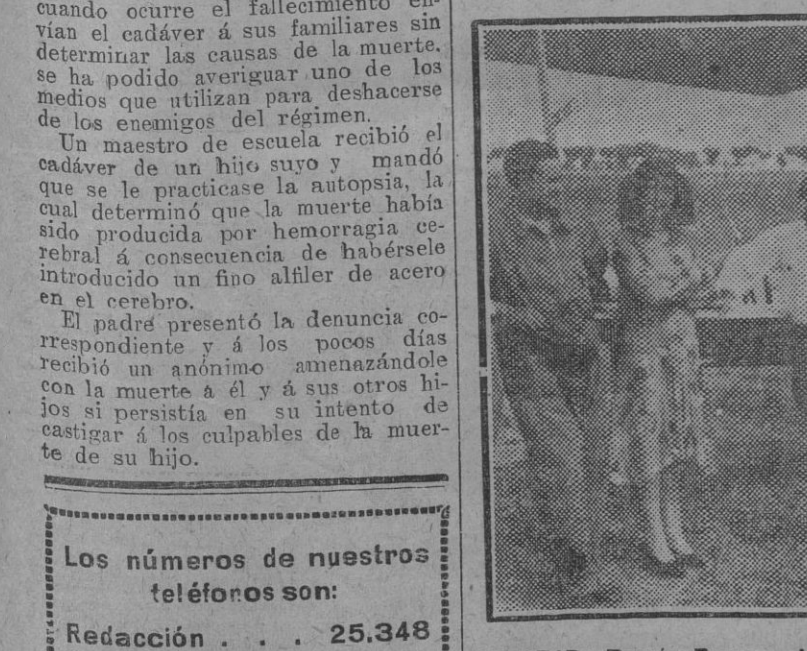 cuando ocurre el fallecimiento en-
vían el cadáver á sus familiares sin
determinar las causas de la muerte.
se ha podido averiguar uno de los
medios que utilizan para deshacerse
de los enemigos del régimen.
Un maestro de escuela recibió el
cadáver de un hijo suyo y mandó
que se le practicase la autopsia, la
cual determinó que la muerte había
sido producida por hemorragia ce-
rebral á consecuencia de habérsele
introducido un fino alfiler de acero
en el cerebro.
El padre presentó la denuncia co-
rrespondiente y á los pocos días
recibió un anónimo amenazándole
con la muerte á él y á sus otros hi-
jos si persistía en su intento de
castigar á los culpables de la muer-
te de su hijo.
Los números de nuestros
teléfonos son:
Redacción . . . 25.348